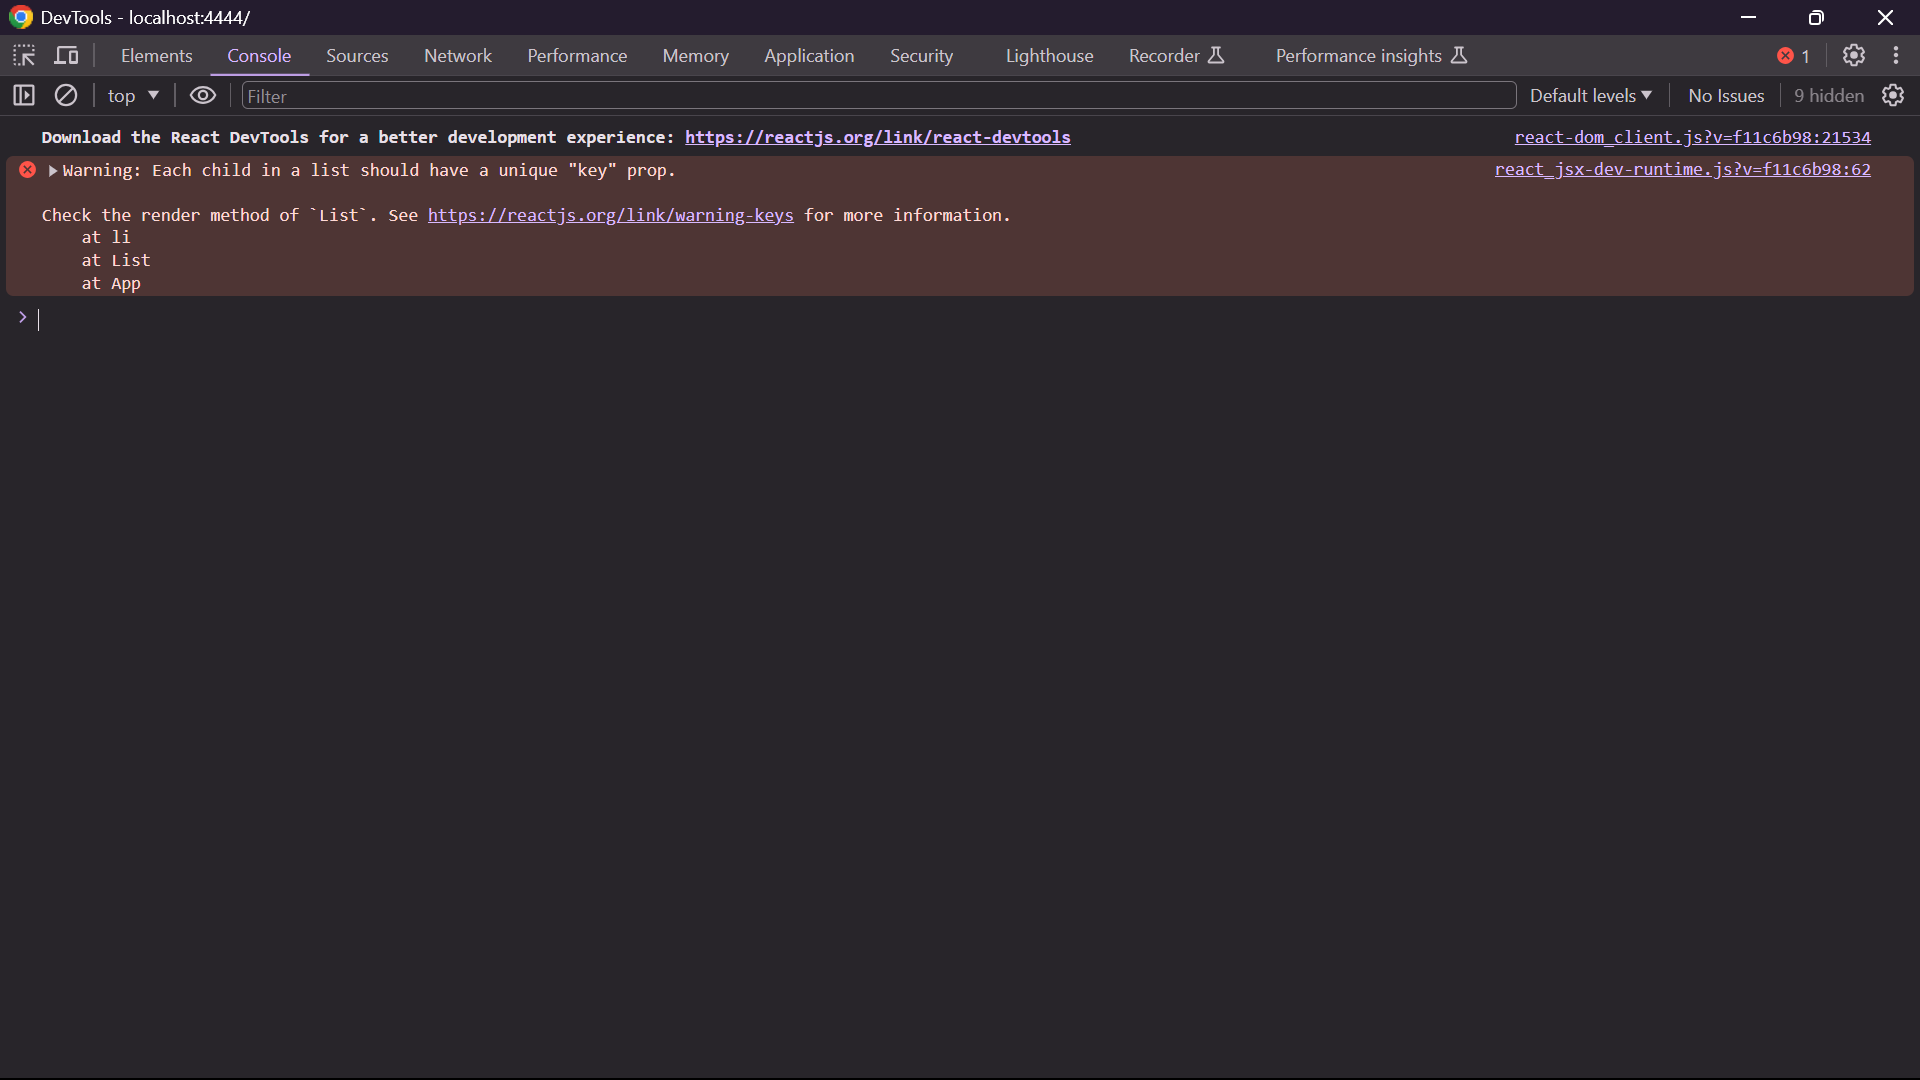 DevTools - localhost:4444/
Elements Console Sources Network Performance Memory Application Security Lighthouse Recorder Performance insights 1
top Filter Default levels No Issues 9 hidden
Download the React DevTools for a better development experience: https://reactjs.org/link/react-devtools react-dom_client.js?v=f11c6b98:21534
Warning: Each child in a list should have a unique "key" prop. react_jsx-dev-runtime.js?v=f11c6b98:62
Check the render method of `List`. See https://reactjs.org/link/warning-keys for more information.
at li
at List
at App